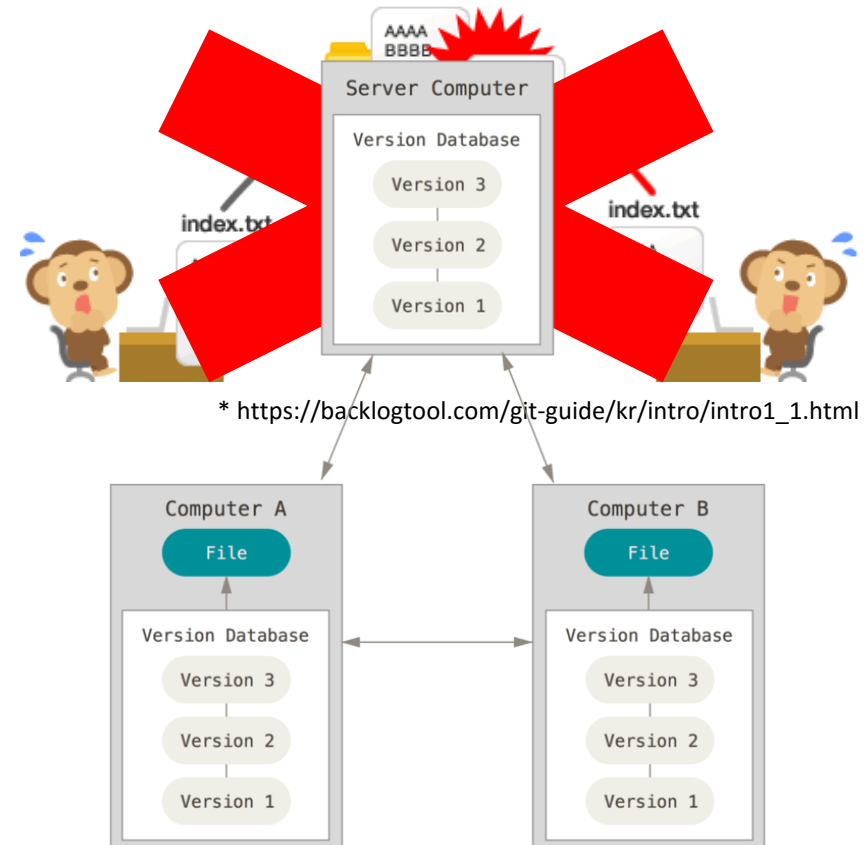 AAAA
BBBB
Server Computer
Version Database
Version 3
index.txt
index.txt
Version 2
Version 1
* https://backlogtool.com/git-guide/kr/intro/intro1_1.html
Computer A
Computer B
File
File
Version Database
Version Database
Version 3
Version 3
Version 2
Version 2
Version 1
Version 1